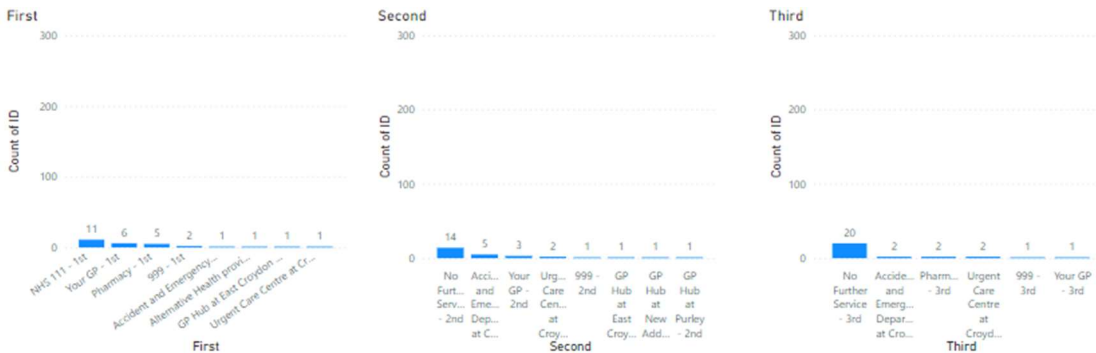 First
300
200
100
0
Count of ID
11
6
5
2
1
1
1
1
NHS 111 - 1st
Your GP - 1st
Pharmacy - 1st
999 - 1st
Accident and Emergency...
Alternative Health provi...
GP Hub at East Croydon ...
Urgent Care Centre at Cr...
First
Second
300
200
100
0
Count of ID
14
5
3
2
1
1
1
1
No
Furt...
Serv...
- 2nd
Acci...
and
Eme...
Dep...
at C...
Your
GP -
2nd
Urg...
Care
Cen...
at
Croy...
999 -
2nd
GP
Hub
at
East
Croy...
GP
Hub
at
New
Add...
GP
Hub
at
Purley
- 2nd
Second
Third
300
200
100
0
Count of ID
20
2
2
2
1
1
No
Further
Service
- 3rd
Accide...
and
Emerg...
Depar...
at Cro...
Pharm...
- 3rd
Urgent
Care
Centre
at
Croyd...
999 -
3rd
Your GP
- 3rd
Third